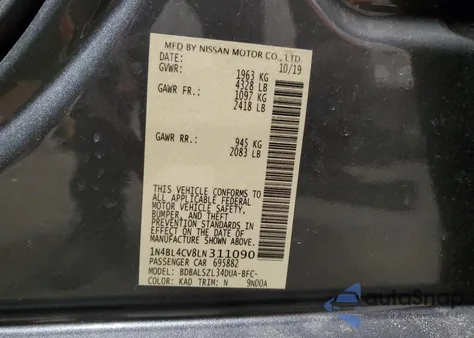 MFD BY NISSAN MOTOR CO., LTD.
DATE: 10/19
GVWR: 1963 KG
4328 LB
GAWR FR.: 1097 KG
2418 LB
GAWR RR.: 945 KG
2083 LB
THIS VEHICLE CONFORMS TO
ALL APPLICABLE FEDERAL
MOTOR VEHICLE SAFETY,
BUMPER, AND THEFT
PREVENTION STANDARDS
IN EFFECT ON THE DATE OF
MANUFACTURE SHOWN ABOVE.
1N4BL4CV8LN311090
PASSENGER CAR 695882
MODEL: BDBALSZL34DUA-BFC-
COLOR: KAD TRIM: N 9N00A
AutoSnap